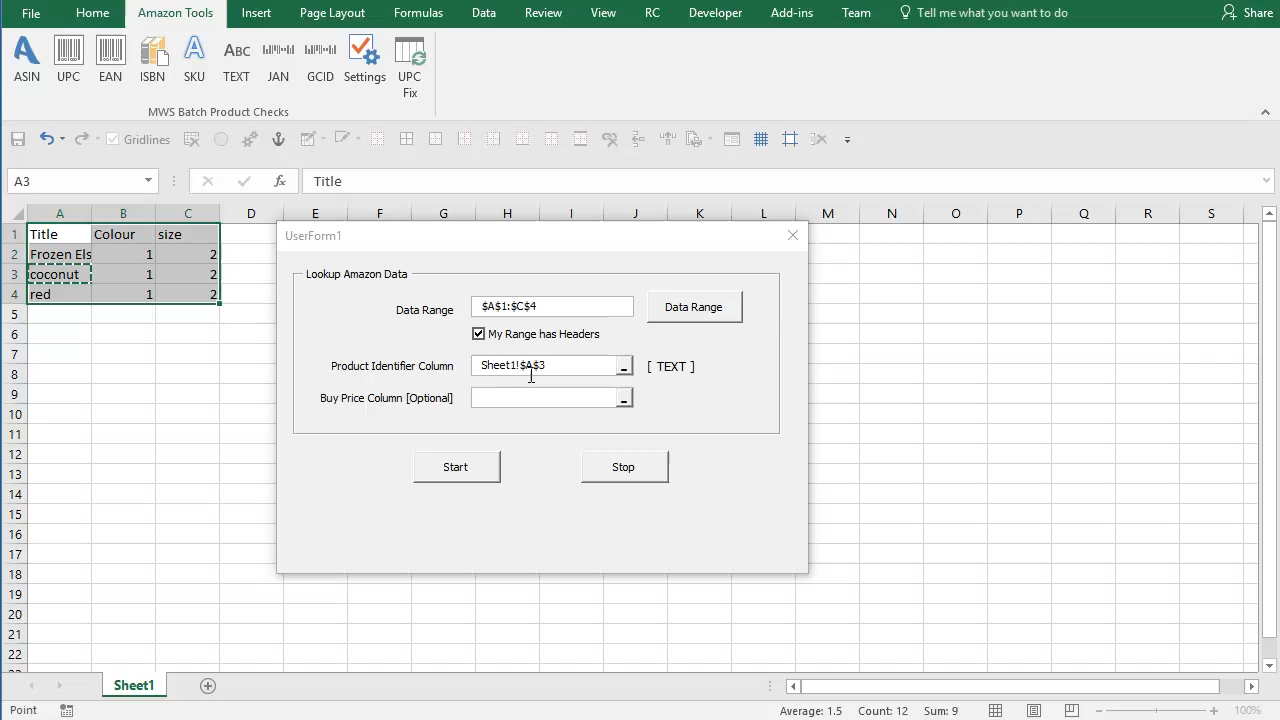 File Home Amazon Tools Insert Page Layout Formulas Data Review View RC Developer Add-ins Team Tell me what you want to do Share
A A ABC
ASIN UPC EAN ISBN SKU TEXT JAN GCID Settings UPC Fix
MWS Batch Product Checks
Gridlines
A3 fx Title
A B C D E F G H I J K L M N O P Q R S
1 Title Colour size
2 Frozen Els 1 2
3 coconut 1 2
4 red 1 2
5
6
7
8
9
10
11
12
13
14
15
16
17
18
19
20
21
22
UserForm1
Lookup Amazon Data
Data Range $A$1:$C$4 Data Range
My Range has Headers
Product Identifier Column Sheet1!$A$3 [ TEXT ]
Buy Price Column [Optional]
Start Stop
Sheet1
Point Average: 1.5 Count: 12 Sum: 9 100%